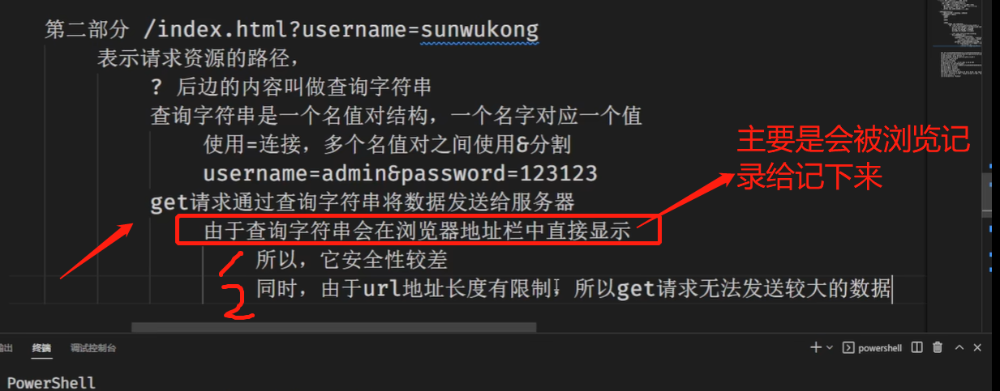 第二部分 /index.html?username=sunwukong
表示请求资源的路径，
? 后边的内容叫做查询字符串
查询字符串是一个名值对结构，一个名字对应一个值
使用=连接，多个名值对之间使用&分割
username=admin&password=123123
get请求通过查询字符串将数据发送给服务器
由于查询字符串会在浏览器地址栏中直接显示
所以，它安全性较差
同时，由于url地址长度有限制，所以get请求无法发送较大的数据
主要是会被浏览记
录给记下来
1
2
输出 终端 调试控制台
powershell
PowerShell